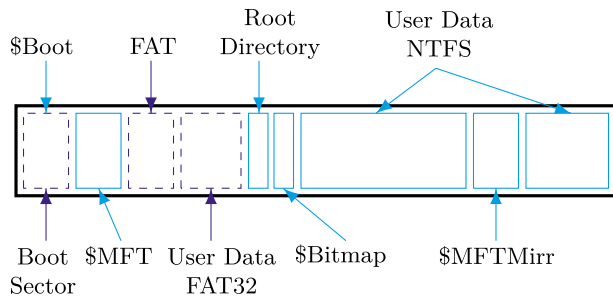 $Boot
FAT
Root
Directory
User Data
NTFS
Boot
Sector
$MFT
User Data
FAT32
$Bitmap
$MFTMirr